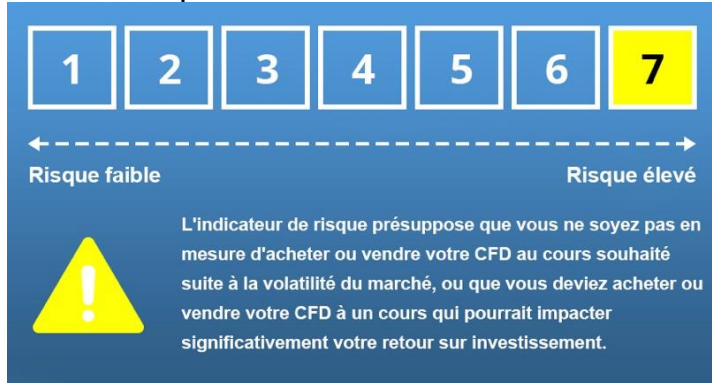 1 2 3 4 5 6 7
Risque faible Risque élevé
L'indicateur de risque présuppose que vous ne soyez pas en
mesure d'acheter ou vendre votre CFD au cours souhaité
suite à la volatilité du marché, ou que vous deviez acheter ou
vendre votre CFD à un cours qui pourrait impacter
significativement votre retour sur investissement.